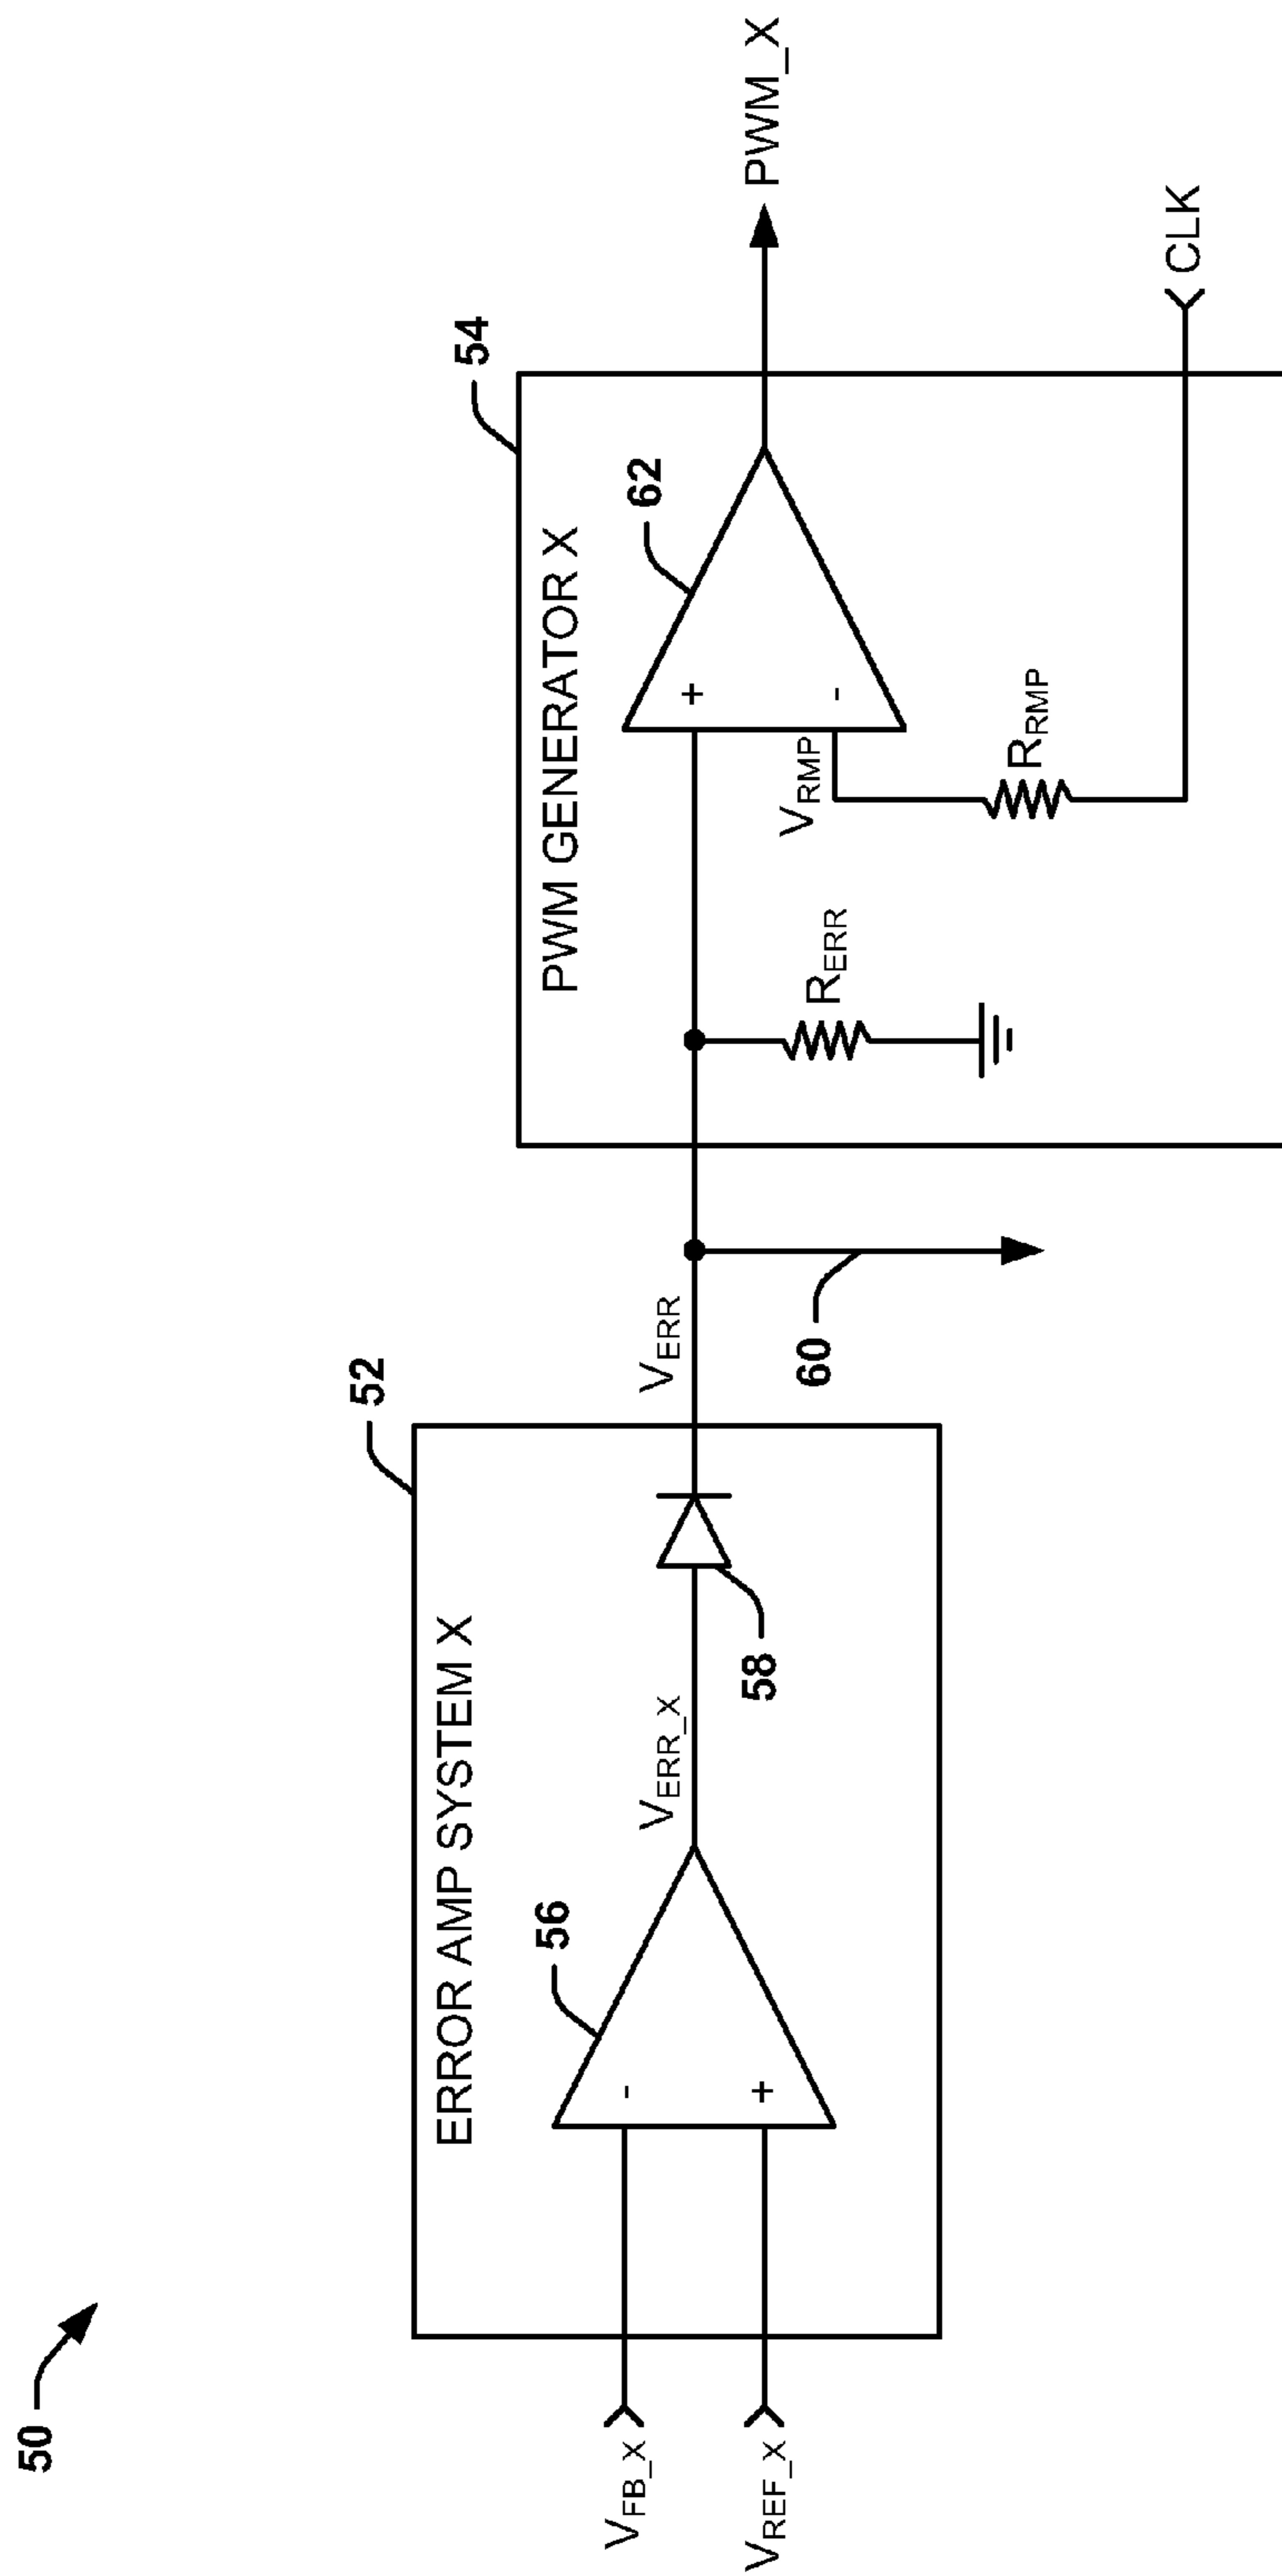 50
52
ERROR AMP SYSTEM X
56
V_FB_X
V_REF_X
-
+
V_ERR_X
58
V_ERR
60
54
PWM GENERATOR X
62
+
-
V_RMP
R_ERR
R_RMP
PWM_X
CLK